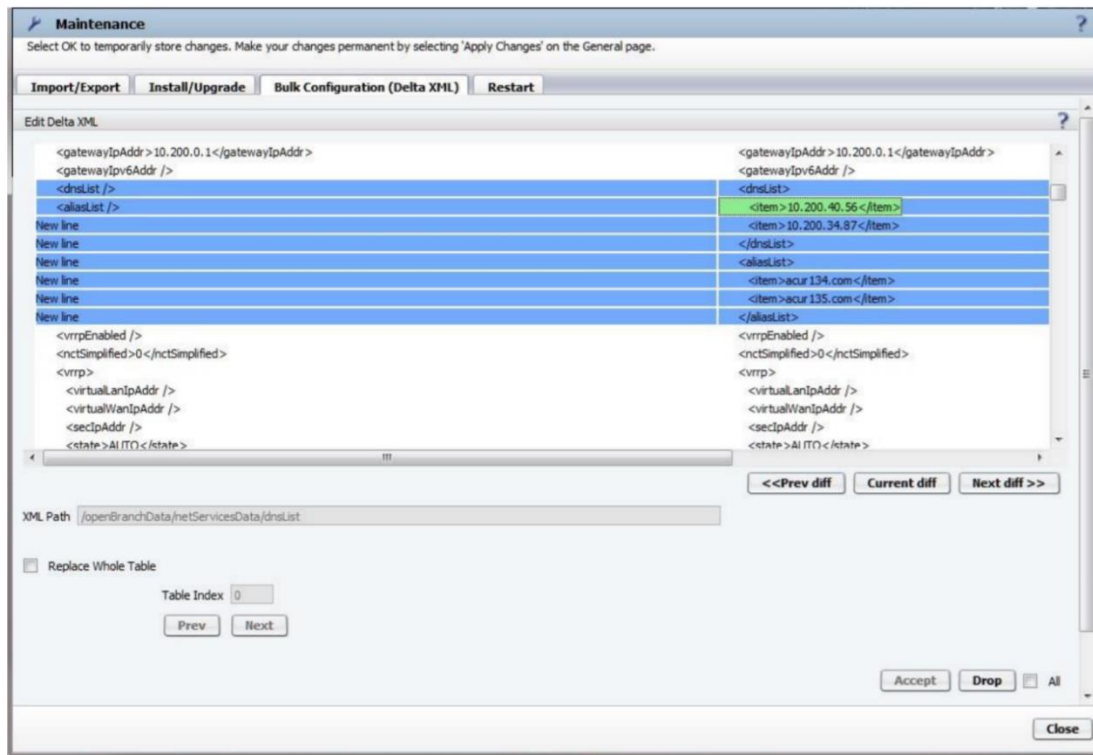 Maintenance
?
Select OK to temporarily store changes. Make your changes permanent by selecting 'Apply Changes' on the General page.
Import/Export Install/Upgrade Bulk Configuration (Delta XML) Restart
Edit Delta XML ?
<gatewayIpAddr>10.200.0.1</gatewayIpAddr> <gatewayIpAddr>10.200.0.1</gatewayIpAddr>
<gatewayIpv6Addr /> <gatewayIpv6Addr />
<dnsList /> <dnsList>
<aliasList /> <item>10.200.40.56</item>
New line <item>10.200.34.87</item>
New line </dnsList>
New line <aliasList>
New line <item>acur134.com</item>
New line <item>acur135.com</item>
New line </aliasList>
<vrrpEnabled /> <vrrpEnabled />
<nctSimplified>0</nctSimplified> <nctSimplified>0</nctSimplified>
<vrrp> <vrrp>
<virtualLanIpAddr /> <virtualLanIpAddr />
<virtualWanIpAddr /> <virtualWanIpAddr />
<secIpAddr /> <secIpAddr />
<state>AUTO</state> <state>AUTO</state>
<<Prev diff Current diff Next diff >>
XML Path /openBranchData/netServicesData/dnsList
Replace Whole Table
Table Index 0
Prev Next
Accept Drop All
Close